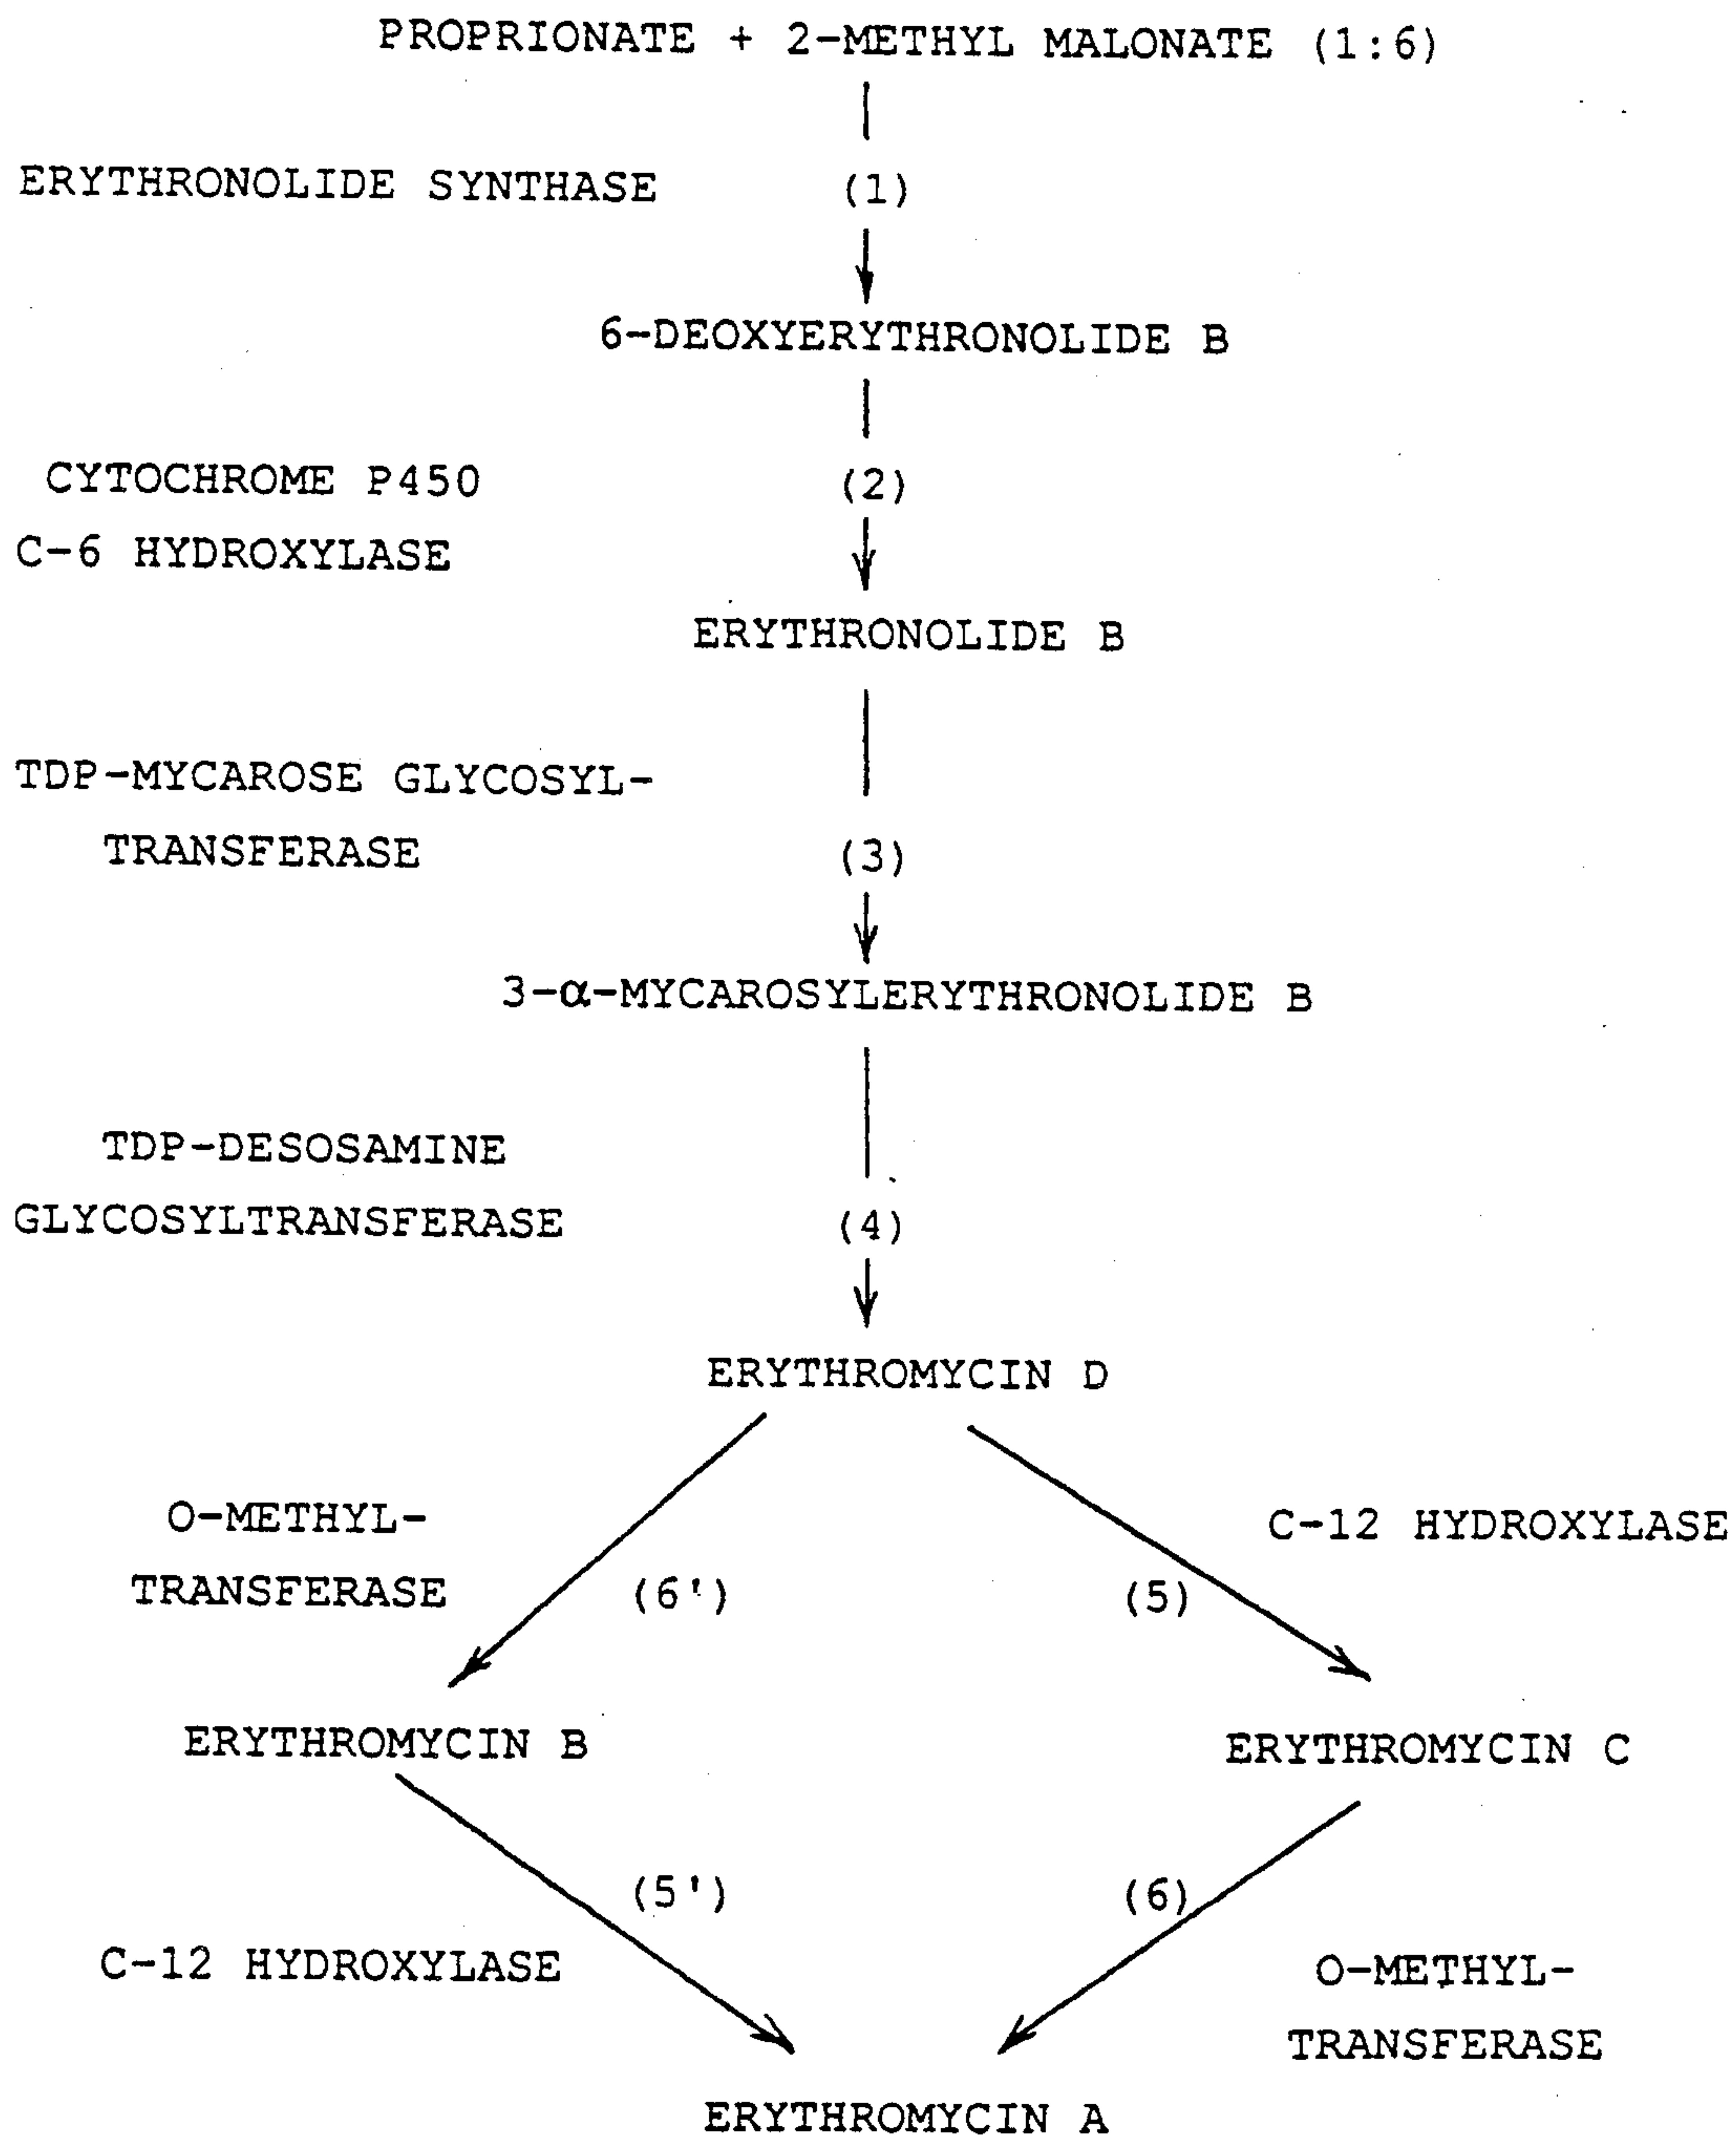 PROPRIONATE + 2-METHYL MALONATE (1:6)
ERYTHRONOLIDE SYNTHASE (1)
6-DEOXYERYTHRONOLIDE B
CYTOCHROME P450 (2)
C-6 HYDROXYLASE
ERYTHRONOLIDE B
TDP-MYCAROSE GLYCOSYL-
TRANSFERASE (3)
3-α-MYCAROSYLERYTHRONOLIDE B
TDP-DESOSAMINE
GLYCOSYLTRANSFERASE (4)
ERYTHROMYCIN D
O-METHYL-
TRANSFERASE (6')
C-12 HYDROXYLASE
(5)
ERYTHROMYCIN B
ERYTHROMYCIN C
(5')
C-12 HYDROXYLASE
(6)
O-METHYL-
TRANSFERASE
ERYTHROMYCIN A